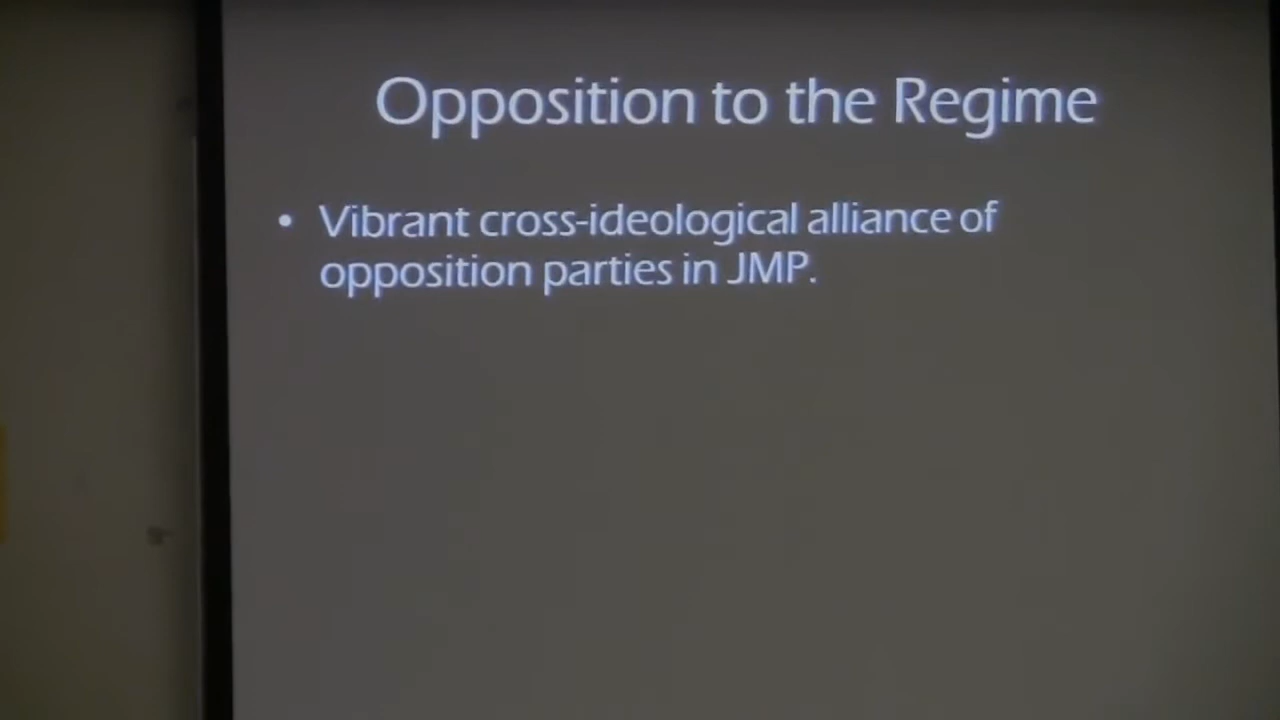 Opposition to the Regime
• Vibrant cross-ideological alliance of
opposition parties in JMP.